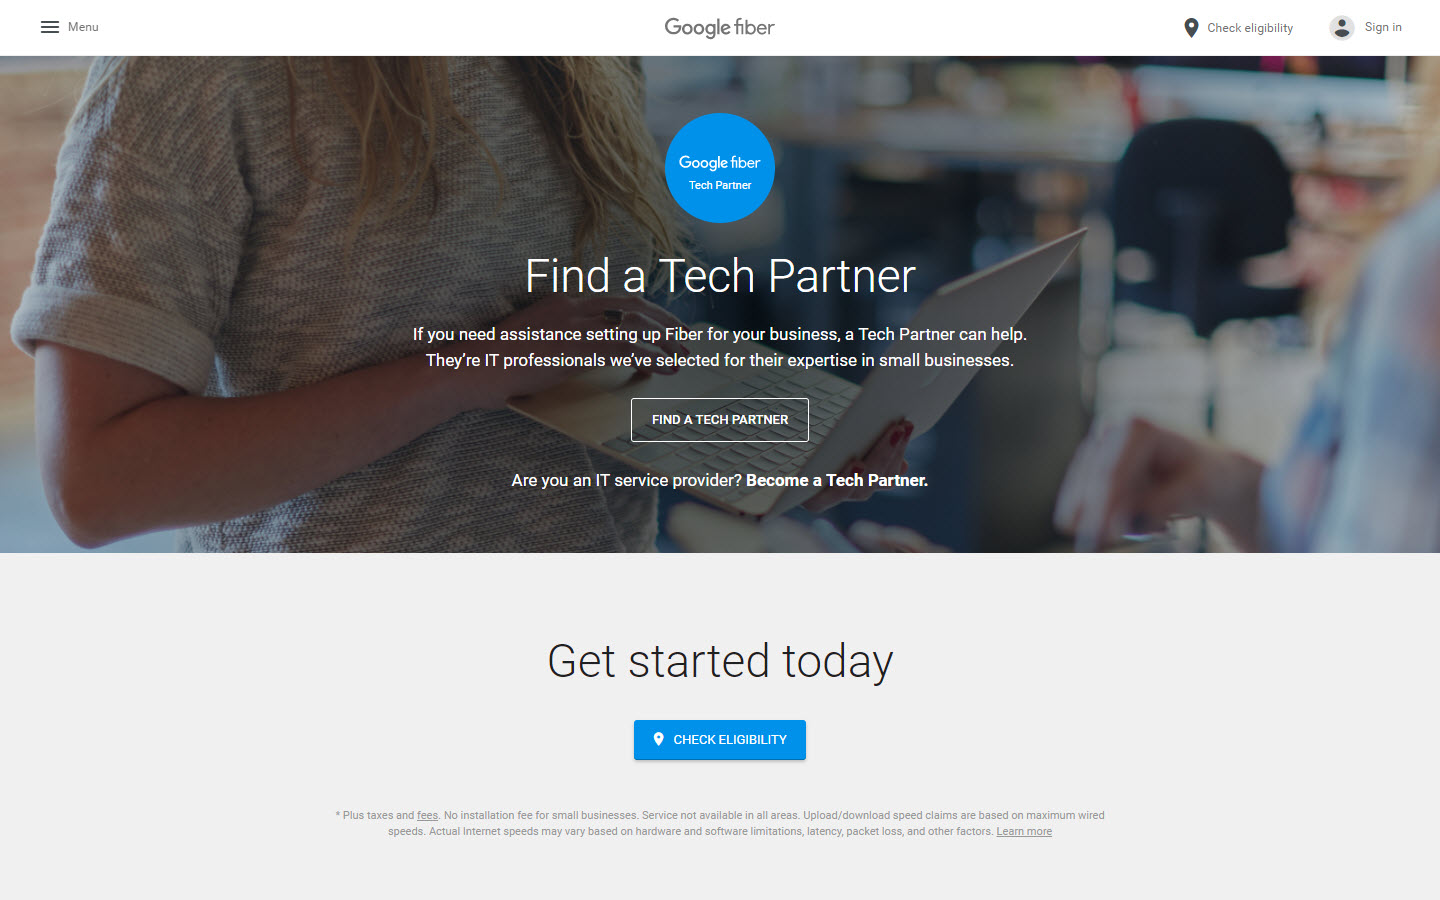 Menu
Google fiber
Check eligibility
Sign in
Google fiber
Tech Partner
Find a Tech Partner
If you need assistance setting up Fiber for your business, a Tech Partner can help.
They’re IT professionals we’ve selected for their expertise in small businesses.
FIND A TECH PARTNER
Are you an IT service provider? Become a Tech Partner.
Get started today
CHECK ELIGIBILITY
* Plus taxes and fees. No installation fee for small businesses. Service not available in all areas. Upload/download speed claims are based on maximum wired
speeds. Actual Internet speeds may vary based on hardware and software limitations, latency, packet loss, and other factors. Learn more